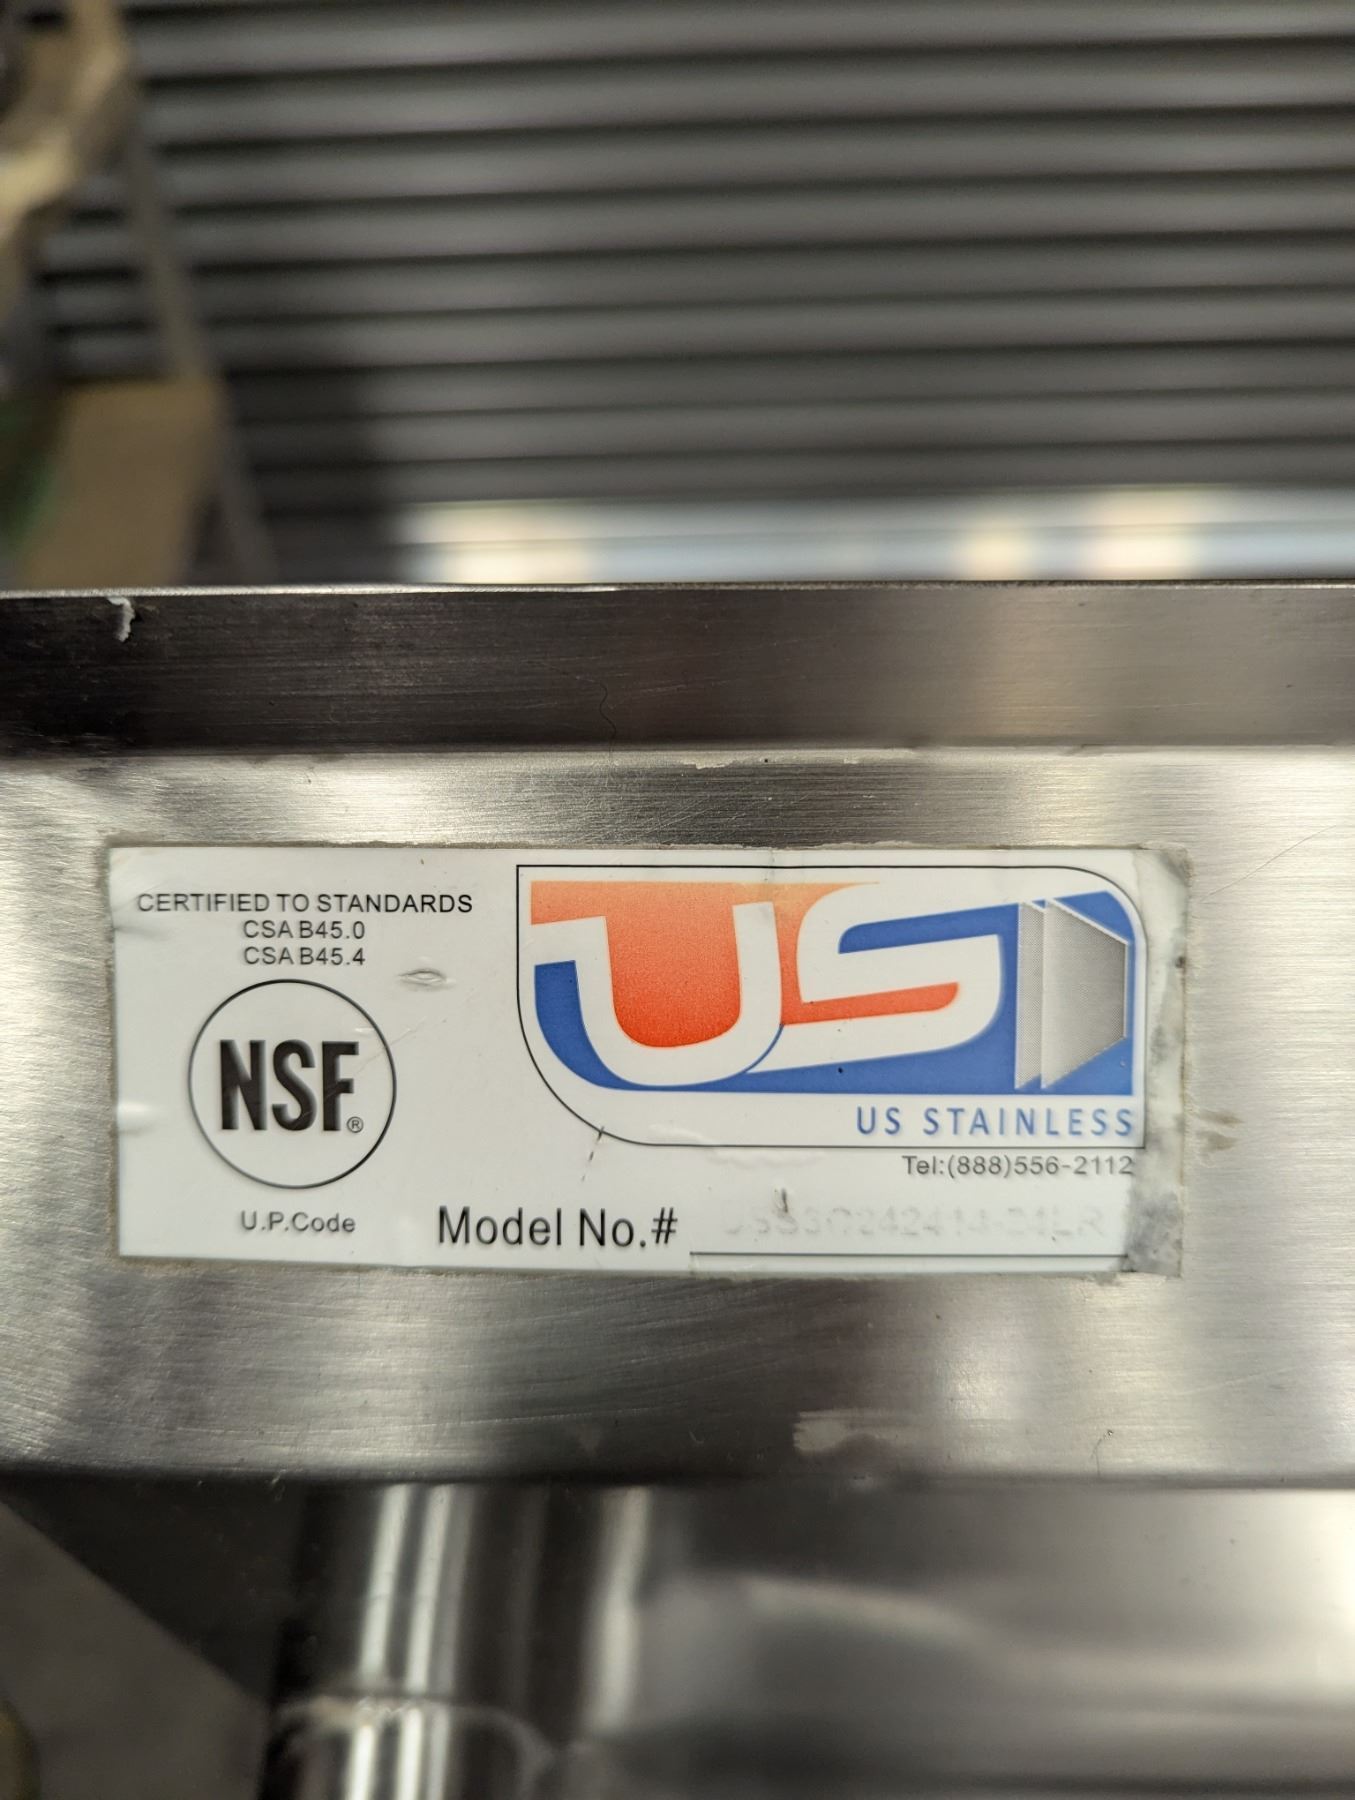 CERTIFIED TO STANDARDS
CSA B45.0
CSA B45.4
NSF®
U.P.Code
US
US STAINLESS
Tel:(888)556-2112
Model No.#